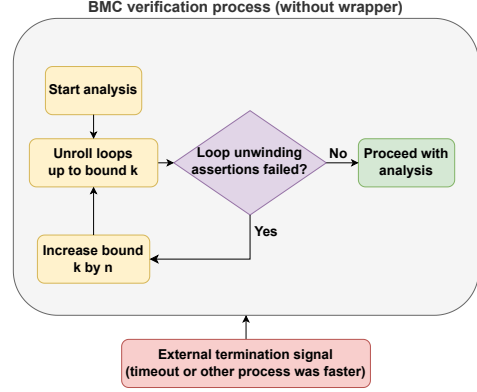 BMC verification process (without wrapper)
Start analysis
Unroll loops
up to bound k
Loop unwinding
assertions failed?
No
Proceed with
analysis
Yes
Increase bound
k by n
External termination signal
(timeout or other process was faster)